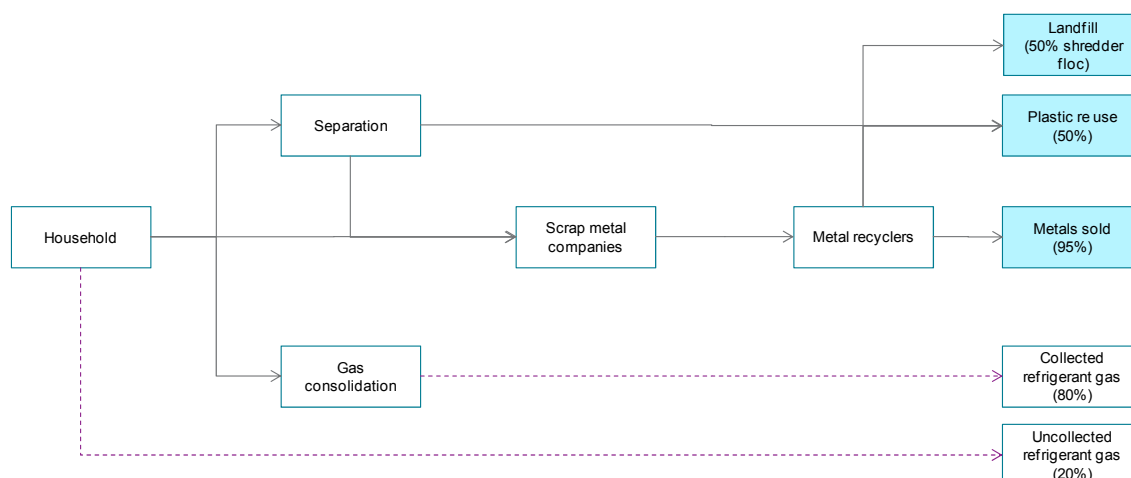 Landfill
(50% shredder
floc)
Separation
Plastic re use
(50%)
Household
Scrap metal
companies
Metal recyclers
Metals sold
(95%)
Gas
consolidation
Collected
refrigerant gas
(80%)
Uncollected
refrigerant gas
(20%)